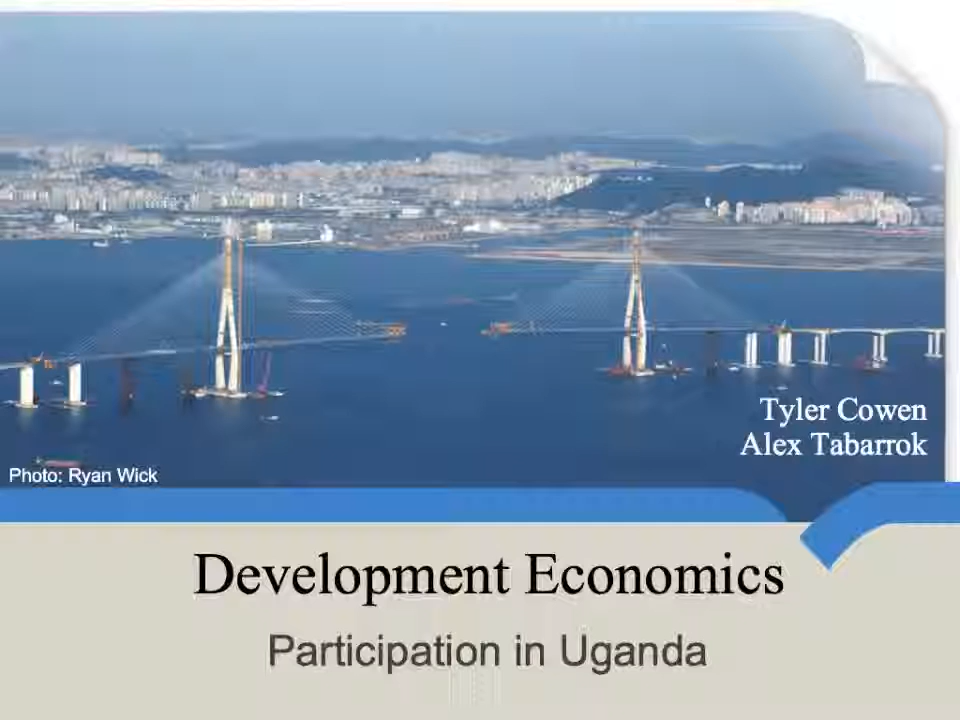 Tyler Cowen
Alex Tabarrok
Photo: Ryan Wick
Development Economics
Participation in Uganda